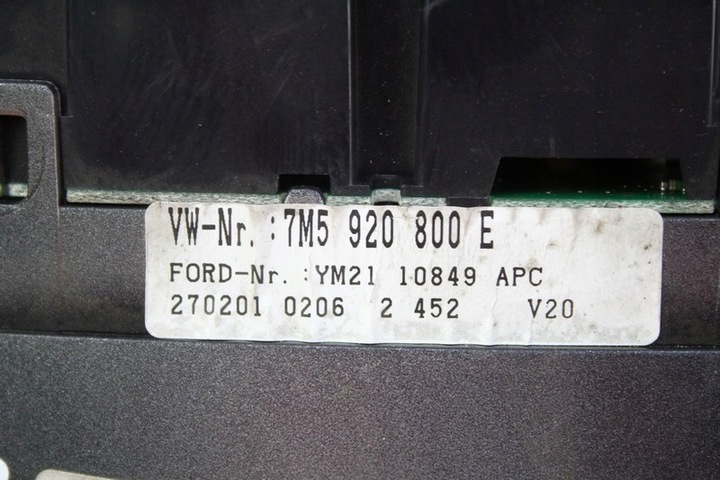 VW-Nr. : 7M5 920 800 E
FORD-Nr. : YM21 10849 APC
270201 0206 2 452 V20